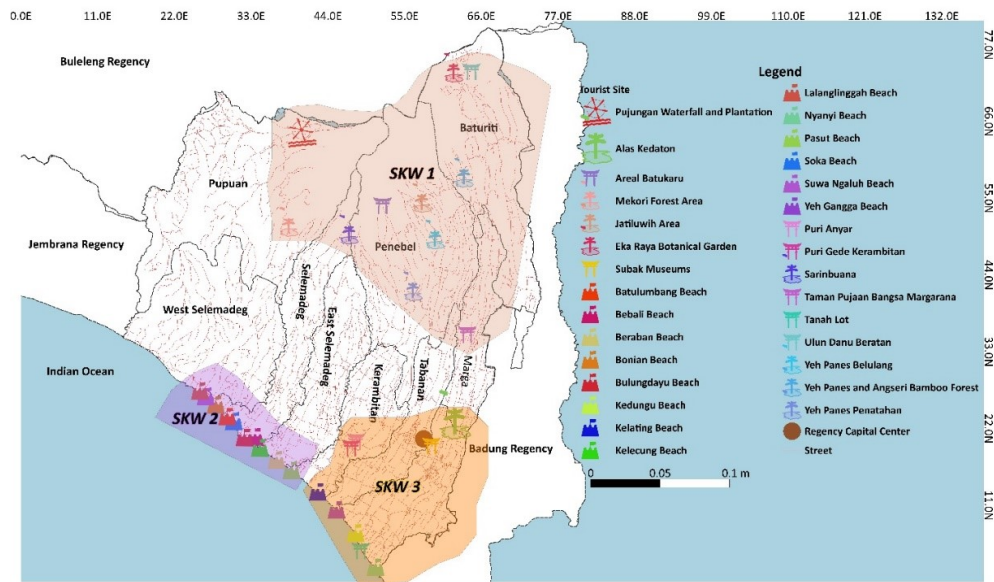 0.0E 11.0E 22.0E 33.0E 44.0E 55.0E 66.0E 77.0E 88.0E 99.0E 110.0E 121.0E 132.0E
77.0N
66.0N
55.0N
44.0N
33.0N
22.0N
11.0N
Buleleng Regency
Baturiti
SKW 1
Pupuan
Penebel
Jembrana Regency
Selemadeg
East Selemadeg
West Selemadeg
Kerambitan
Tabanan
Marga
Indian Ocean
SKW 2
Badung Regency
SKW 3
Legend
Tourist Site
Pujungan Waterfall and Plantation
Alas Kedaton
Areal Batukaru
Mekori Forest Area
Jatiluwih Area
Eka Raya Botanical Garden
Subak Museums
Batulumbang Beach
Bebali Beach
Beraban Beach
Bonian Beach
Bulungdayu Beach
Kedungu Beach
Kelating Beach
Kelecung Beach
Lalanglinggah Beach
Nyanyi Beach
Pasut Beach
Soka Beach
Suwa Ngaluh Beach
Yeh Gangga Beach
Puri Anyar
Puri Gede Kerambitan
Sarinbuana
Taman Pujaan Bangsa Margarana
Tanah Lot
Ulun Danu Beratan
Yeh Panes Belulang
Yeh Panes and Angseri Bamboo Forest
Yeh Panes Penatahan
Regency Capital Center
Street
0 0.05 0.1 m